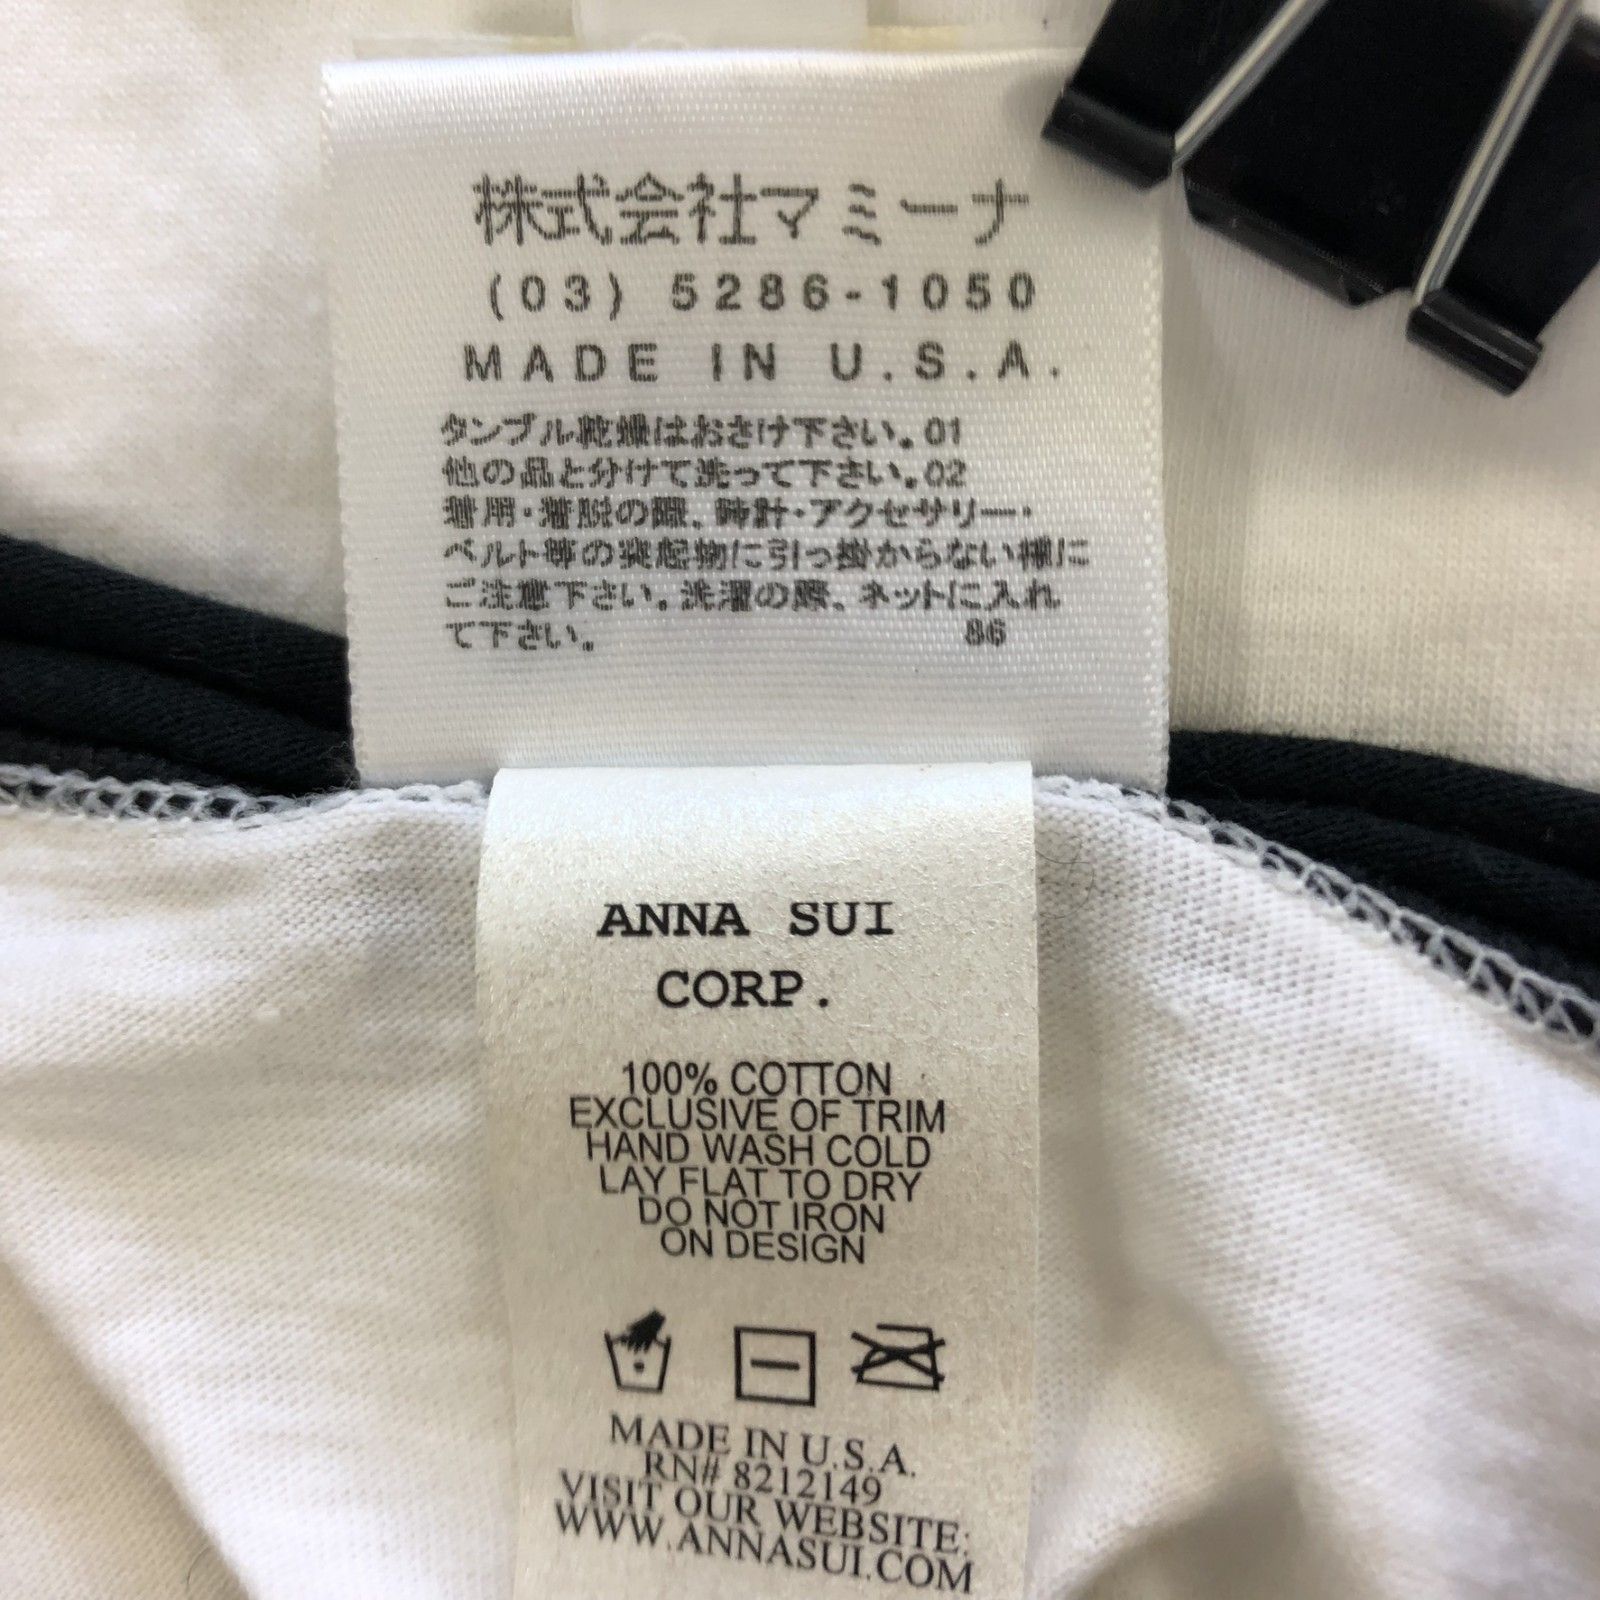 株式会社マミーナ
(03) 5286-1050
MADE IN U.S.A.
タンブル乾燥はおさけ下さい。01
他の品と分けて洗って下さい。02
着用・着脱の際、時計・アクセサリー・
ベルト等の突起物に引っ掛からない様に
ご注意下さい。洗濯の際、ネットに入れ
て下さい。 86
ANNA SUI
CORP.
100% COTTON
EXCLUSIVE OF TRIM
HAND WASH COLD
LAY FLAT TO DRY
DO NOT IRON
ON DESIGN
MADE IN U.S.A.
RN# 8212149
VISIT OUR WEBSITE:
WWW.ANNASUI.COM